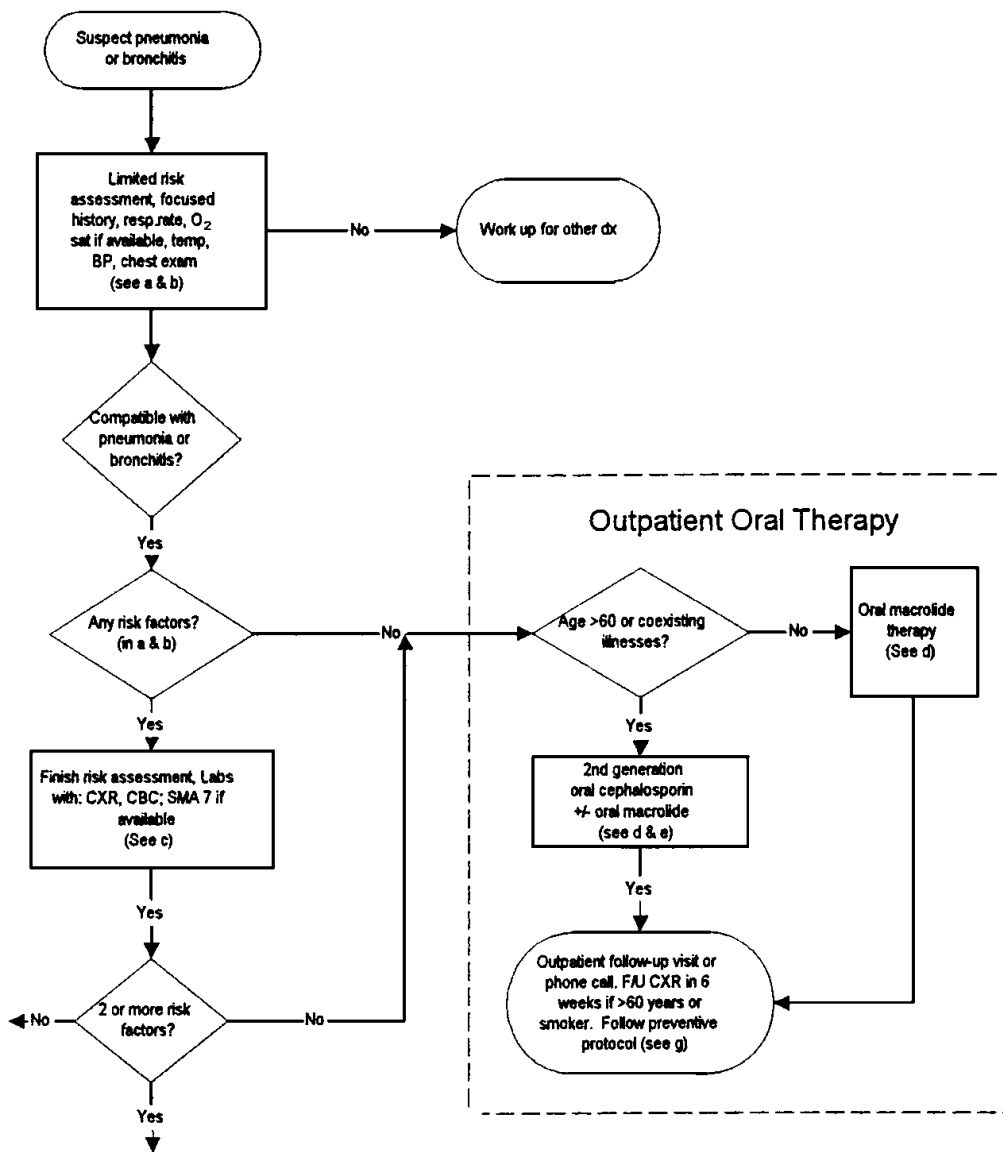 Suspect pneumonia
or bronchitis
Limited risk
assessment, focused
history, resp.rate, O2
sat if available, temp,
BP, chest exam
(see a & b)
No
Work up for other dx
Compatible with
pneumonia or
bronchitis?
Yes
Any risk factors?
(in a & b)
No
Yes
Finish risk assessment, Labs
with: CXR, CBC; SMA 7 if
available
(See c)
Yes
2 or more risk
factors?
No
No
Yes
Outpatient Oral Therapy
Age >60 or coexisting
illnesses?
No
Oral macrolide
therapy
(See d)
Yes
2nd generation
oral cephalosporin
+/- oral macrolide
(see d & e)
Yes
Outpatient follow-up visit or
phone call, F/U CXR in 6
weeks if >60 years or
smoker. Follow preventive
protocol (see g)